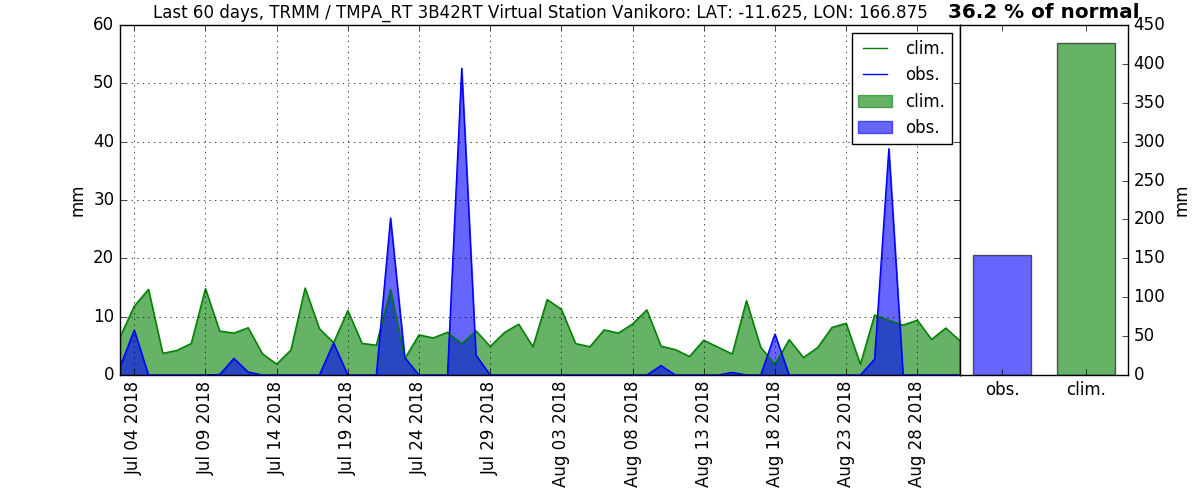 Last 60 days, TRMM / TMPA_RT 3B42RT Virtual Station Vanikoro: LAT: -11.625, LON: 166.875
36.2 % of normal
60
50
40
30
20
10
0
mm
clim.
obs.
clim.
obs.
450
400
350
300
250
200
150
100
50
0
mm
Jul 04 2018
Jul 09 2018
Jul 14 2018
Jul 19 2018
Jul 24 2018
Jul 29 2018
Aug 03 2018
Aug 08 2018
Aug 13 2018
Aug 18 2018
Aug 23 2018
Aug 28 2018
obs.
clim.